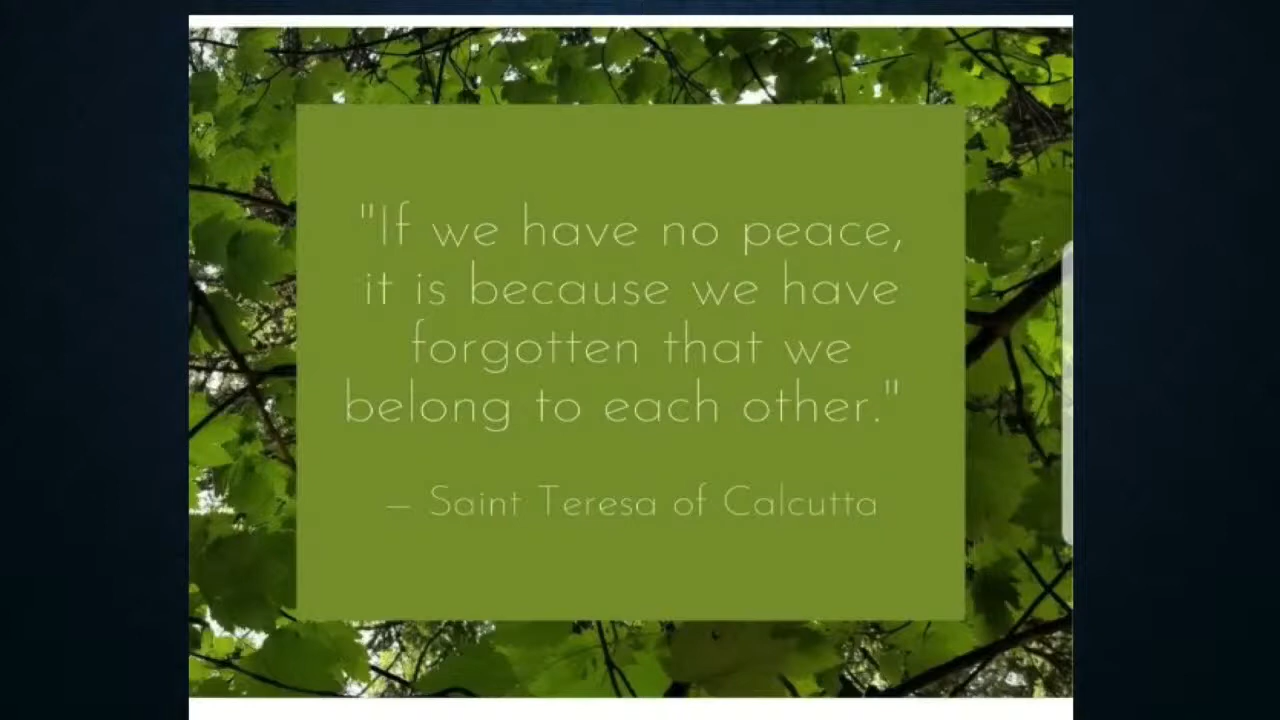 "If we have no peace,
it is because we have
forgotten that we
belong to each other."
– Saint Teresa of Calcutta